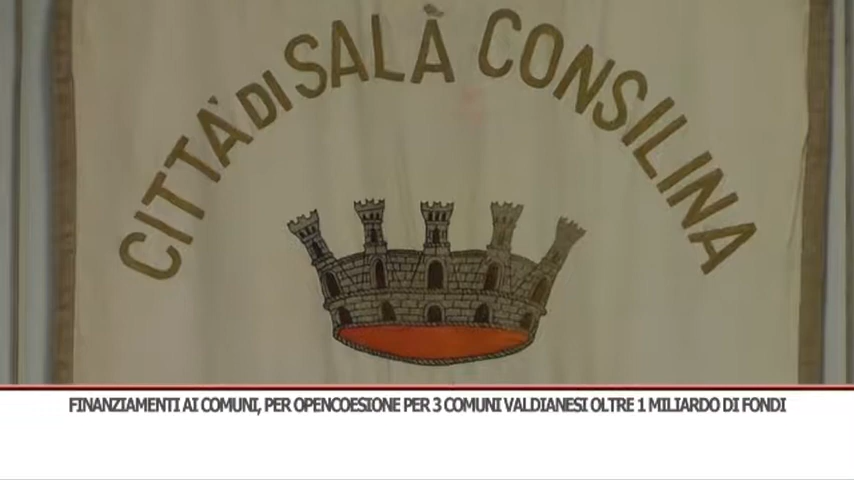 CITTÀ DI SALÀ CONSILINA
FINANZIAMENTI AI COMUNI, PER OPENCOESIONE PER 3 COMUNI VALDIANESI OLTRE 1 MILIARDO DI FONDI